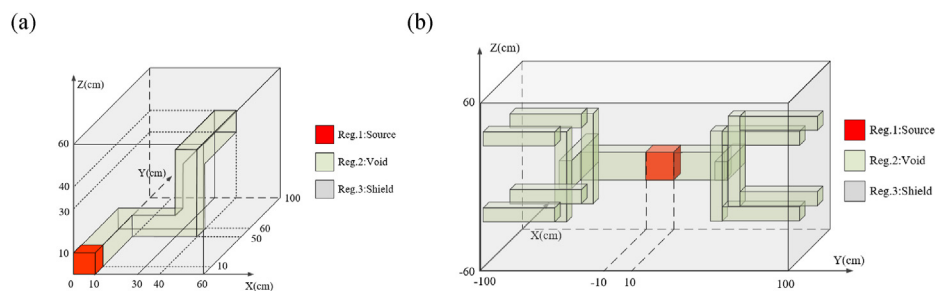 (a)
Z(cm)
60
40
30
10
0
10
30
40
60
X(cm)
Y(cm)
100
60
50
10
Reg.1:Source
Reg.2:Void
Reg.3:Shield
(b)
Z(cm)
60
-60
-100
-10
10
100
X(cm)
Y(cm)
Reg.1:Source
Reg.2:Void
Reg.3:Shield